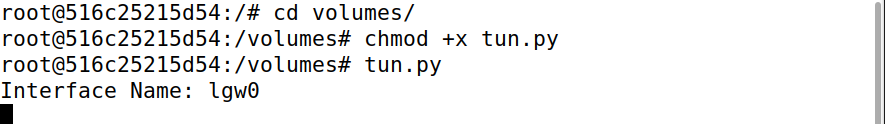 root@516c25215d54:/# cd volumes/
root@516c25215d54:/volumes# chmod +x tun.py
root@516c25215d54:/volumes# tun.py
Interface Name: lgw0